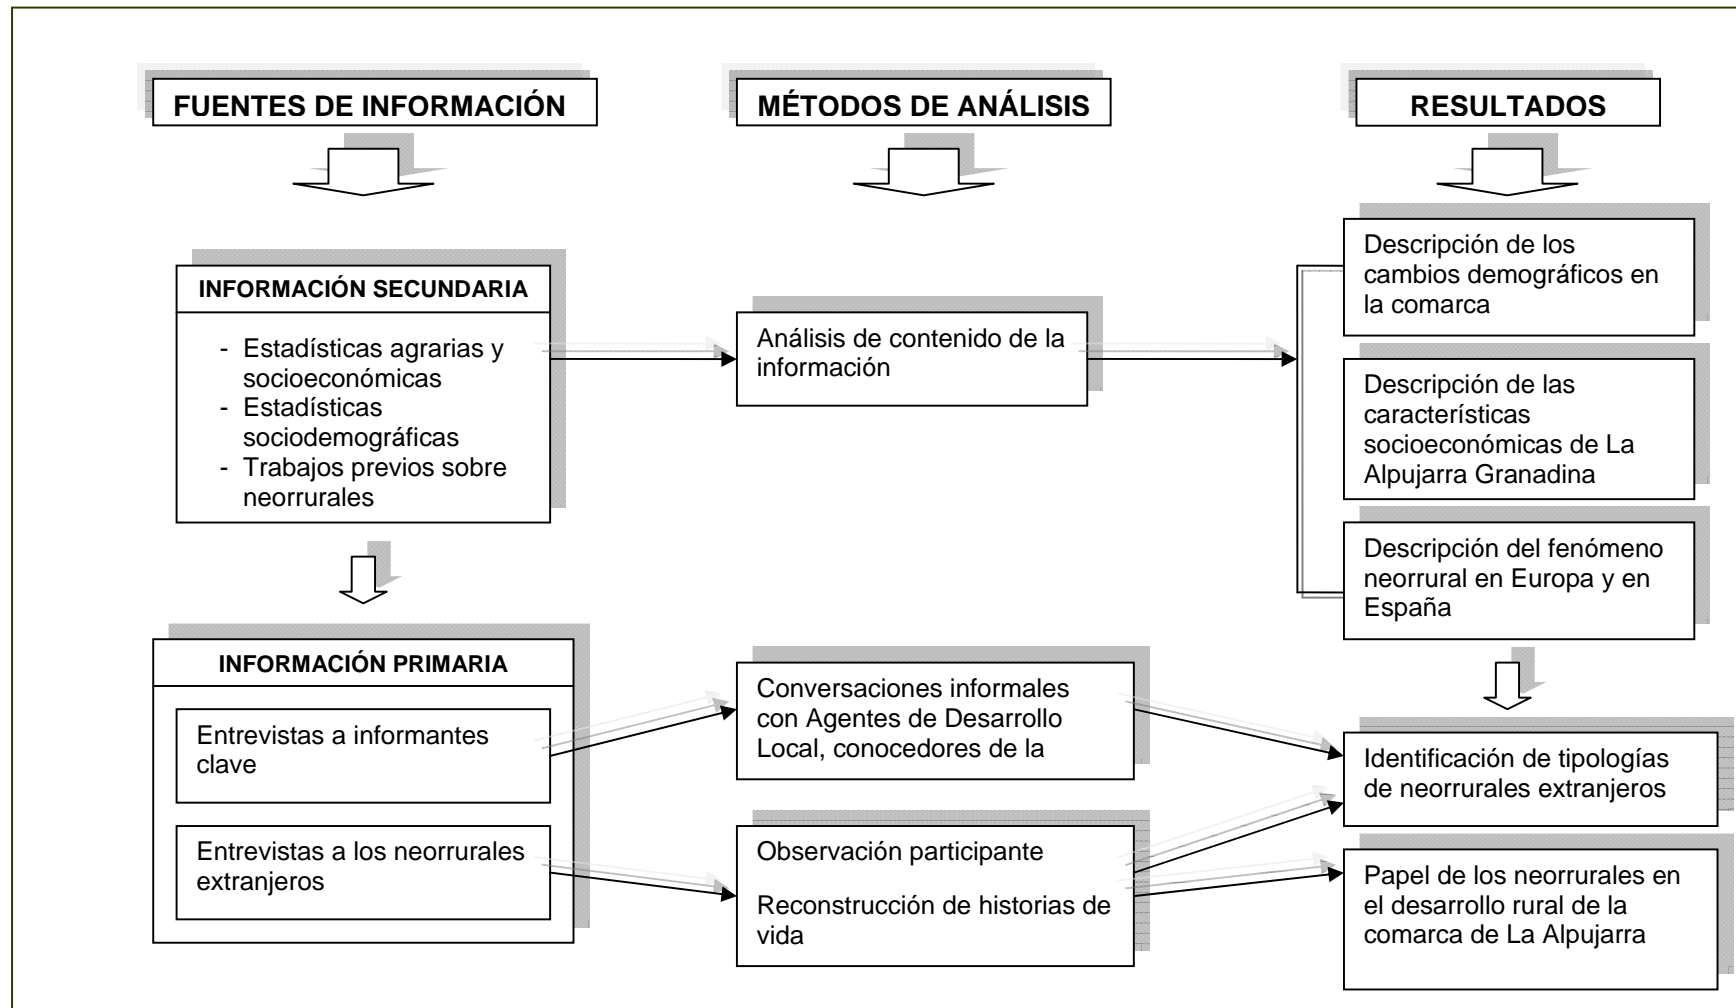 FUENTES DE INFORMACIÓN
MÉTODOS DE ANÁLISIS
RESULTADOS
INFORMACIÓN SECUNDARIA
- Estadísticas agrarias y
socioeconómicas
- Estadísticas
sociodemográficas
- Trabajos previos sobre
neorrurales
Análisis de contenido de la
información
Descripción de los
cambios demográficos en
la comarca
Descripción de las
características
socioeconómicas de La
Alpujarra Granadina
Descripción del fenómeno
neorrural en Europa y en
España
INFORMACIÓN PRIMARIA
Entrevistas a informantes
clave
Entrevistas a los neorrurales
extranjeros
Conversaciones informales
con Agentes de Desarrollo
Local, conocedores de la
Observación participante
Reconstrucción de historias de
vida
Identificación de tipologías
de neorrurales extranjeros
Papel de los neorrurales en
el desarrollo rural de la
comarca de La Alpujarra